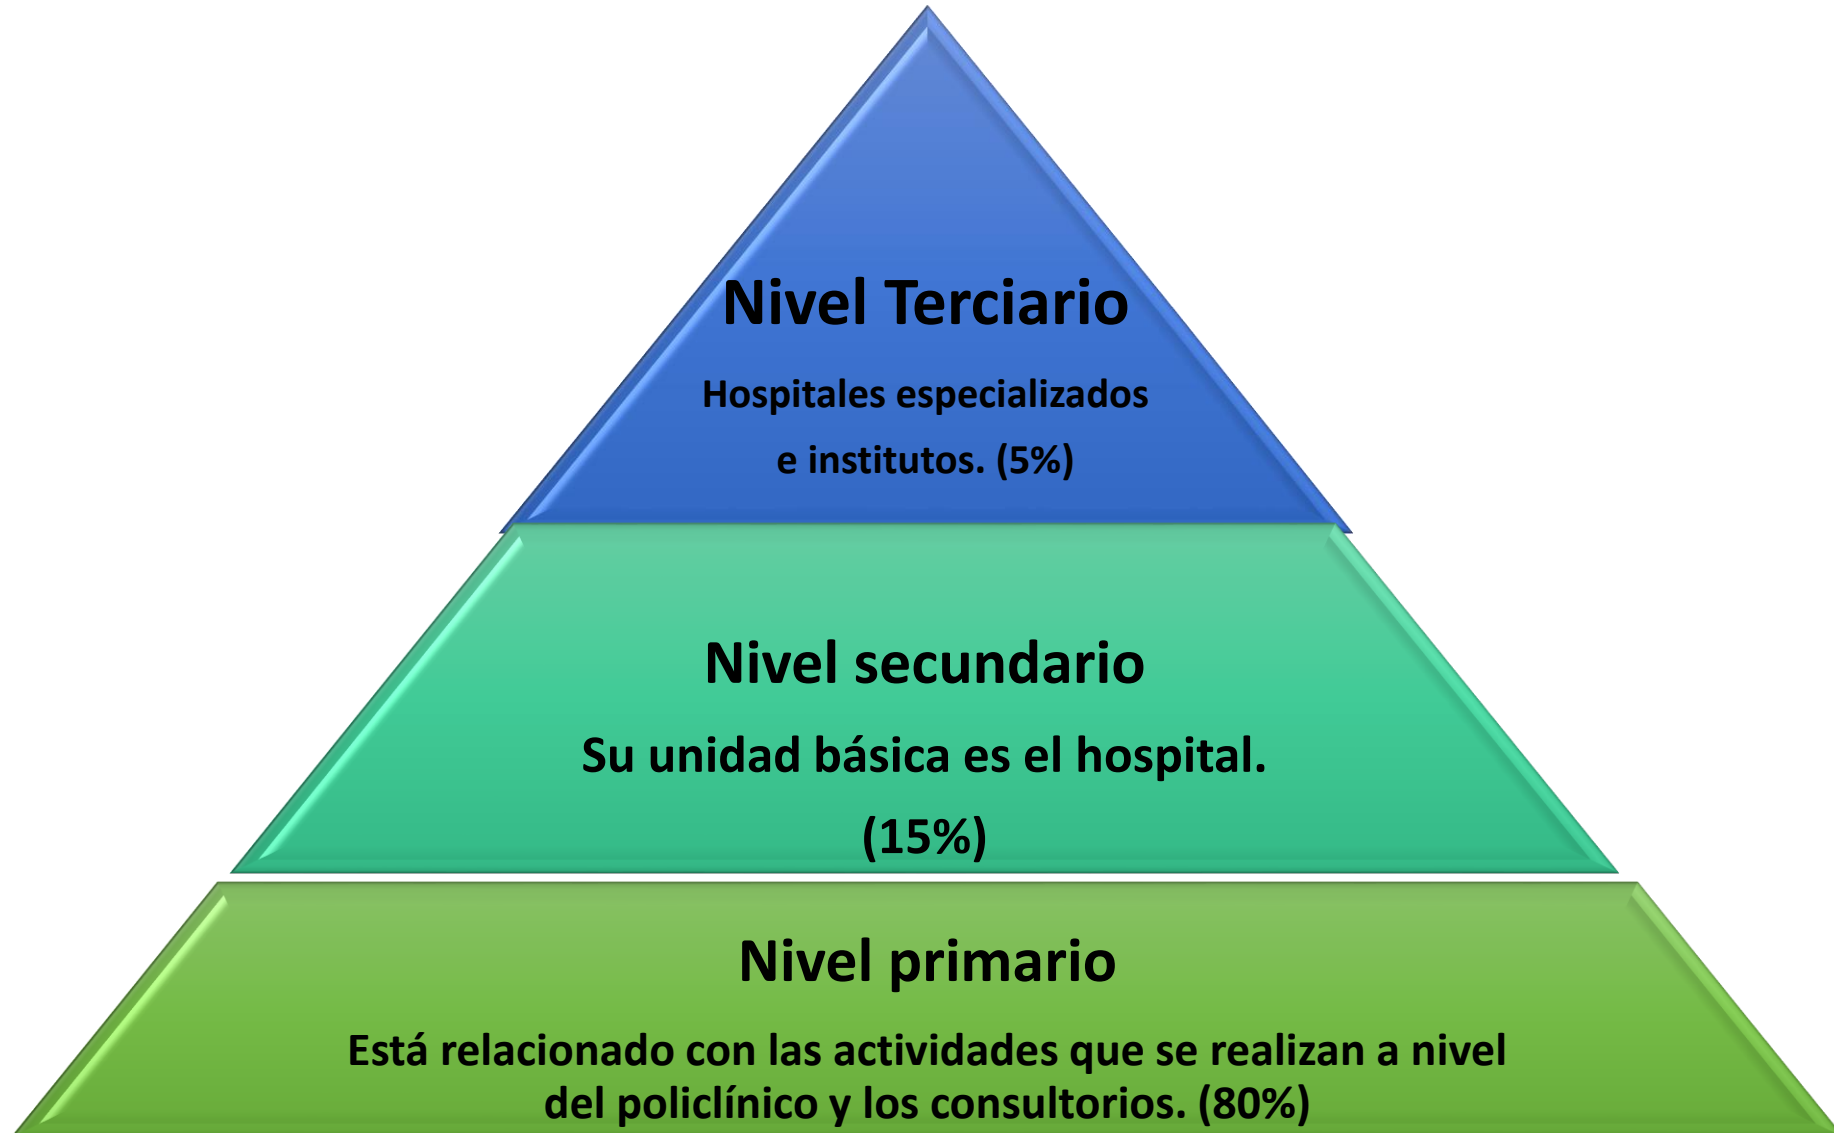 Nivel Terciario
Hospitales especializados
e institutos. (5%)
Nivel secundario
Su unidad básica es el hospital.
(15%)
Nivel primario
Está relacionado con las actividades que se realizan a nivel
del policlínico y los consultorios. (80%)